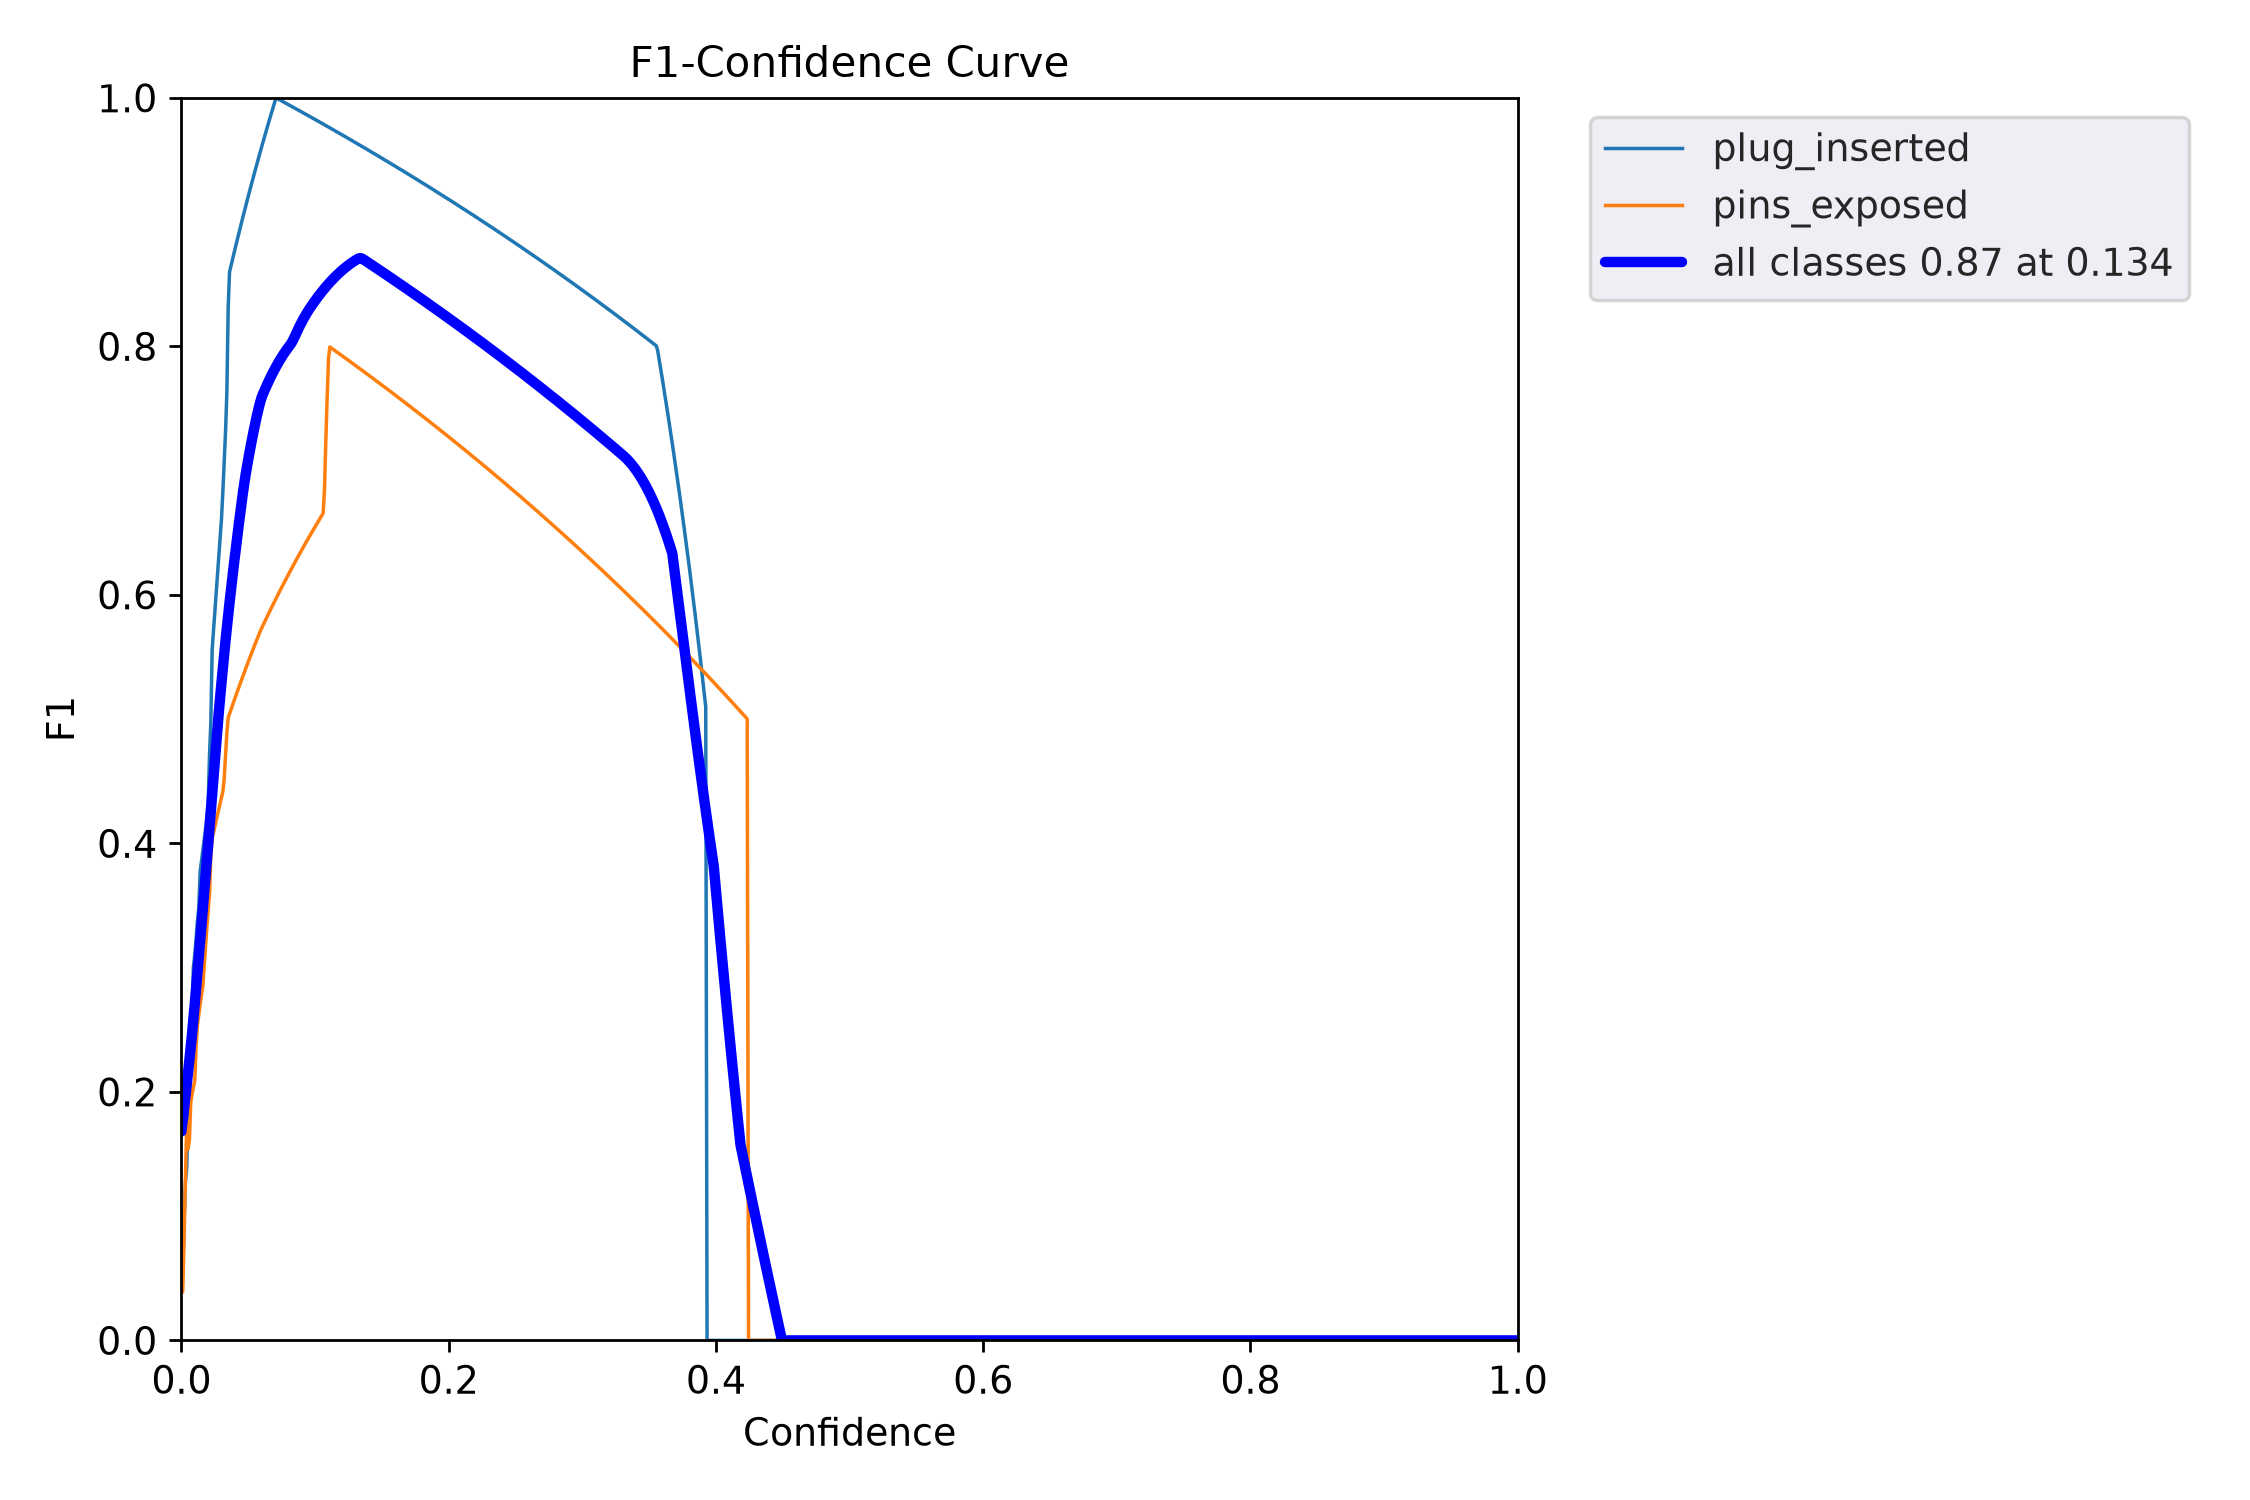 F1-Confidence Curve
1.0
0.8
0.6
0.4
0.2
0.0
F1
0.0 0.2 0.4 0.6 0.8 1.0
Confidence
plug_inserted
pins_exposed
all classes 0.87 at 0.134